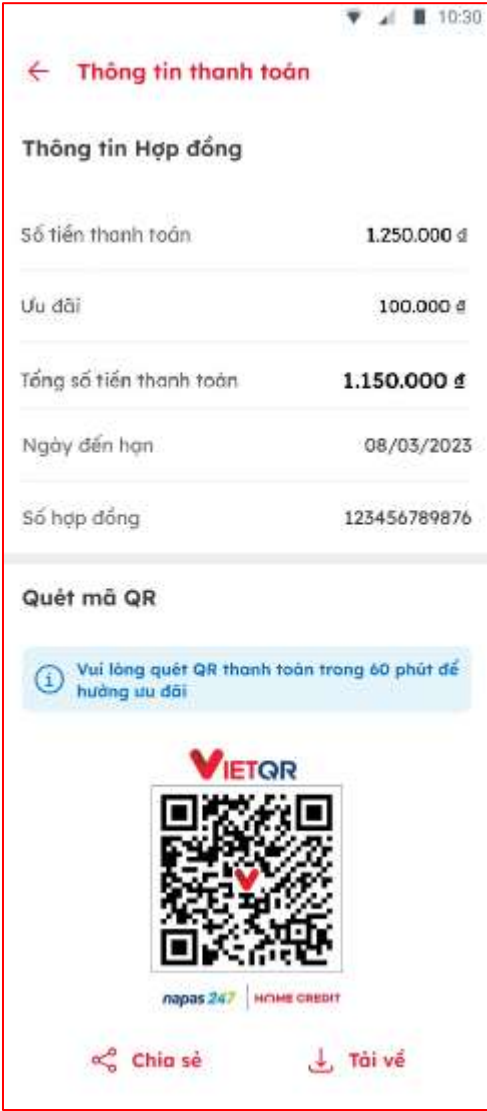 10:30
Thông tin thanh toán
Thông tin Hợp đồng
Số tiền thanh toán 1.250.000 đ
Ưu đãi 100.000 đ
Tổng số tiền thanh toán 1.150.000 đ
Ngày đến hạn 08/03/2023
Số hợp đồng 123456789876
Quét mã QR
Vui lòng quét QR thanh toán trong 60 phút để
hưởng ưu đãi
VIETQR
napas 247 HOME CREDIT
Chia sẻ Tải về